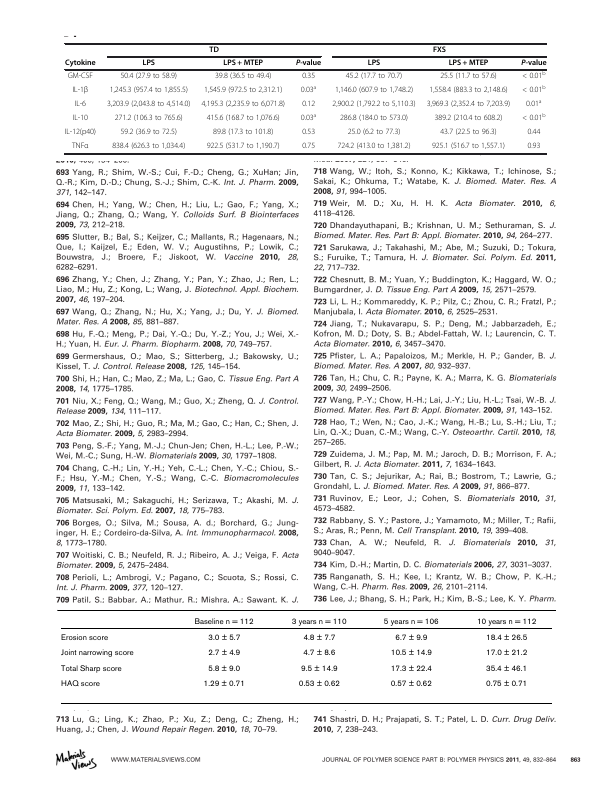 TD FXS
Cytokine LPS LPS + MTEP P-value LPS LPS + MTEP P-value
GM-CSF 50.4 (27.9 to 58.9) 39.8 (36.5 to 49.4) 0.35 45.2 (17.7 to 70.7) 25.5 (11.7 to 57.6) < 0.01b
IL-1β 1,245.3 (957.4 to 1,855.5) 1,545.9 (972.5 to 2,312.1) 0.03a 1,146.0 (609.9 to 1,748.2) 1,558.4 (883.3 to 2,148.6) < 0.01b
IL-6 3,203.9 (2,043.8 to 4,514.0) 4,195.3 (2,235.9 to 6,071.8) 0.12 2,900.2 (1,792.2 to 5,110.3) 3,969.3 (2,352.4 to 7,203.9) 0.01a
IL-10 271.2 (106.3 to 765.6) 415.6 (168.7 to 1,076.6) 0.03a 286.8 (184.0 to 573.0) 389.2 (210.4 to 608.2) < 0.01b
IL-12(p40) 59.2 (36.9 to 72.5) 89.8 (17.3 to 101.8) 0.53 25.0 (6.2 to 77.3) 43.7 (22.5 to 96.3) 0.44
TNFα 838.4 (626.3 to 1,034.4) 922.5 (531.7 to 1,190.7) 0.75 724.2 (413.0 to 1,381.2) 925.1 (516.7 to 1,557.1) 0.93
693 Yang, R.; Shim, W.-S.; Cui, F.-D.; Cheng, G.; XuHan; Jin,
Q.-R.; Kim, D.-D.; Chung, S.-J.; Shim, C.-K. Int. J. Pharm. 2009,
371, 142–147.
694 Chen, H.; Yang, W.; Chen, H.; Liu, L.; Gao, F.; Yang, X.;
Jiang, Q.; Zhang, Q.; Wang, Y. Colloids Surf. B Biointerfaces
2009, 73, 212–218.
695 Slutter, B.; Bal, S.; Keijzer, C.; Mallants, R.; Hagenaars, N.;
Que, I.; Kaijzel, E.; Eden, W. V.; Augustihns, P.; Lowik, C.;
Bouwstra, J.; Broere, F.; Jiskoot, W. Vaccine 2010, 28,
6282–6291.
696 Zhang, Y.; Chen, J.; Zhang, Y.; Pan, Y.; Zhao, J.; Ren, L.;
Liao, M.; Hu, Z.; Kong, L.; Wang, J. Biotechnol. Appl. Biochem.
2007, 46, 197–204.
697 Wang, Q.; Zhang, N.; Hu, X.; Yang, J.; Du, Y. J. Biomed.
Mater. Res. A 2008, 85, 881–887.
698 Hu, F.-Q.; Meng, P.; Dai, Y.-Q.; Du, Y.-Z.; You, J.; Wei, X.-
H.; Yuan, H. Eur. J. Pharm. Biopharm. 2008, 70, 749–757.
699 Germershaus, O.; Mao, S.; Sitterberg, J.; Bakowsky, U.;
Kissel, T. J. Control. Release 2008, 125, 145–154.
700 Shi, H.; Han, C.; Mao, Z.; Ma, L.; Gao, C. Tissue Eng. Part A
2008, 14, 1775–1785.
701 Niu, X.; Feng, Q.; Wang, M.; Guo, X.; Zheng, Q. J. Control.
Release 2009, 134, 111–117.
702 Mao, Z.; Shi, H.; Guo, R.; Ma, M.; Gao, C.; Han, C.; Shen, J.
Acta Biomater. 2009, 5, 2983–2994.
703 Peng, S.-F.; Yang, M.-J.; Chun-Jen; Chen, H.-L.; Lee, P.-W.;
Wei, M.-C.; Sung, H.-W. Biomaterials 2009, 30, 1797–1808.
704 Chang, C.-H.; Lin, Y.-H.; Yeh, C.-L.; Chen, Y.-C.; Chiou, S.-
F.; Hsu, Y.-M.; Chen, Y.-S.; Wang, C.-C. Biomacromolecules
2009, 11, 133–142.
705 Matsusaki, M.; Sakaguchi, H.; Serizawa, T.; Akashi, M. J.
Biomater. Sci. Polym. Ed. 2007, 18, 775–783.
706 Borges, O.; Silva, M.; Sousa, A. d.; Borchard, G.; Jung-
inger, H. E.; Cordeiro-da-Silva, A. Int. Immunopharmacol. 2008,
8, 1773–1780.
707 Woitiski, C. B.; Neufeld, R. J.; Ribeiro, A. J.; Veiga, F. Acta
Biomater. 2009, 5, 2475–2484.
708 Perioli, L.; Ambrogi, V.; Pagano, C.; Scuota, S.; Rossi, C.
Int. J. Pharm. 2009, 377, 120–127.
709 Patil, S.; Babbar, A.; Mathur, R.; Mishra, A.; Sawant, K. J.
718 Wang, W.; Itoh, S.; Konno, K.; Kikkawa, T.; Ichinose, S.;
Sakai, K.; Ohkuma, T.; Watabe, K. J. Biomed. Mater. Res. A
2008, 91, 994–1005.
719 Weir, M. D.; Xu, H. H. K. Acta Biomater. 2010, 6,
4118–4126.
720 Dhandayuthapani, B.; Krishnan, U. M.; Sethuraman, S. J.
Biomed. Mater. Res. Part B: Appl. Biomater. 2010, 94, 264–277.
721 Sarukawa, J.; Takahashi, M.; Abe, M.; Suzuki, D.; Tokura,
S.; Furuike, T.; Tamura, H. J. Biomater. Sci. Polym. Ed. 2011,
22, 717–732.
722 Chesnutt, B. M.; Yuan, Y.; Buddington, K.; Haggard, W. O.;
Bumgardner, J. D. Tissue Eng. Part A 2009, 15, 2571–2579.
723 Li, L. H.; Kommareddy, K. P.; Pilz, C.; Zhou, C. R.; Fratzl, P.;
Manjubala, I. Acta Biomater. 2010, 6, 2525–2531.
724 Jiang, T.; Nukavarapu, S. P.; Deng, M.; Jabbarzadeh, E.;
Kofron, M. D.; Doty, S. B.; Abdel-Fattah, W. I.; Laurencin, C. T.
Acta Biomater. 2010, 6, 3457–3470.
725 Pfister, L. A.; Papaloizos, M.; Merkle, H. P.; Gander, B. J.
Biomed. Mater. Res. A 2007, 80, 932–937.
726 Tan, H.; Chu, C. R.; Payne, K. A.; Marra, K. G. Biomaterials
2009, 30, 2499–2506.
727 Wang, P.-Y.; Chow, H.-H.; Lai, J.-Y.; Liu, H.-L.; Tsai, W.-B. J.
Biomed. Mater. Res. Part B: Appl. Biomater. 2009, 91, 143–152.
728 Hao, T.; Wen, N.; Cao, J.-K.; Wang, H.-B.; Lu, S.-H.; Liu, T.;
Lin, Q.-X.; Duan, C.-M.; Wang, C.-Y. Osteoarthr. Cartil. 2010, 18,
257–265.
729 Zuidema, J. M.; Pap, M. M.; Jaroch, D. B.; Morrison, F. A.;
Gilbert, R. J. Acta Biomater. 2011, 7, 1634–1643.
730 Tan, C. S.; Jejurikar, A.; Rai, B.; Bostrom, T.; Lawrie, G.;
Grondahl, L. J. Biomed. Mater. Res. A 2009, 91, 866–877.
731 Ruvinov, E.; Leor, J.; Cohen, S. Biomaterials 2010, 31,
4573–4582.
732 Rabbany, S. Y.; Pastore, J.; Yamamoto, M.; Miller, T.; Rafii,
S.; Aras, R.; Penn, M. Cell Transplant. 2010, 19, 399–408.
733 Chan, A. W.; Neufeld, R. J. Biomaterials 2010, 31,
9040–9047.
734 Kim, D.-H.; Martin, D. C. Biomaterials 2006, 27, 3031–3037.
735 Ranganath, S. H.; Kee, I.; Krantz, W. B.; Chow, P. K.-H.;
Wang, C.-H. Pharm. Res. 2009, 26, 2101–2114.
736 Lee, J.; Bhang, S. H.; Park, H.; Kim, B.-S.; Lee, K. Y. Pharm.
Baseline n = 112 3 years n = 110 5 years n = 106 10 years n = 112
Erosion score 3.0 ± 5.7 4.8 ± 7.7 6.7 ± 9.9 18.4 ± 26.5
Joint narrowing score 2.7 ± 4.9 4.7 ± 8.6 10.5 ± 14.9 17.0 ± 21.2
Total Sharp score 5.8 ± 9.0 9.5 ± 14.9 17.3 ± 22.4 35.4 ± 46.1
HAQ score 1.29 ± 0.71 0.53 ± 0.62 0.57 ± 0.62 0.75 ± 0.71
713 Lu, G.; Ling, K.; Zhao, P.; Xu, Z.; Deng, C.; Zheng, H.;
Huang, J.; Chen, J. Wound Repair Regen. 2010, 18, 70–79.
741 Shastri, D. H.; Prajapati, S. T.; Patel, L. D. Curr. Drug Deliv.
2010, 7, 238–243.
Materials
Views
WWW.MATERIALSVIEWS.COM JOURNAL OF POLYMER SCIENCE PART B: POLYMER PHYSICS 2011, 49, 832–864 863